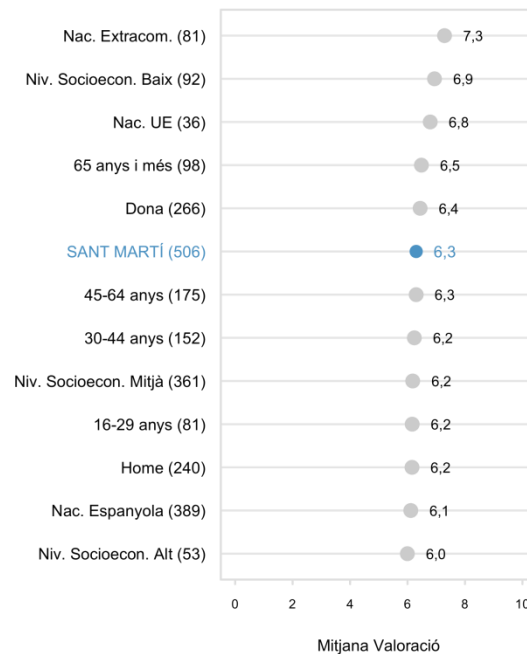 Nac. Extracom. (81) 7,3
Niv. Socioecon. Baix (92) 6,9
Nac. UE (36) 6,8
65 anys i més (98) 6,5
Dona (266) 6,4
SANT MARTÍ (506) 6,3
45-64 anys (175) 6,3
30-44 anys (152) 6,2
Niv. Socioecon. Mitjà (361) 6,2
16-29 anys (81) 6,2
Home (240) 6,2
Nac. Espanyola (389) 6,1
Niv. Socioecon. Alt (53) 6,0
0 2 4 6 8 10
Mitjana Valoració